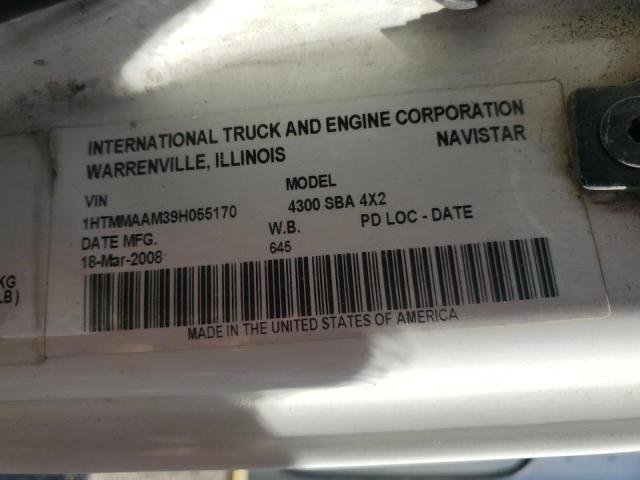 INTERNATIONAL TRUCK AND ENGINE CORPORATION
WARRENVILLE, ILLINOIS NAVISTAR
VIN MODEL
1HTMMAAM39H055170 4300 SBA 4X2
DATE MFG. W.B. PD LOC - DATE
18-Mar-2008 645
KG
LB)
MADE IN THE UNITED STATES OF AMERICA